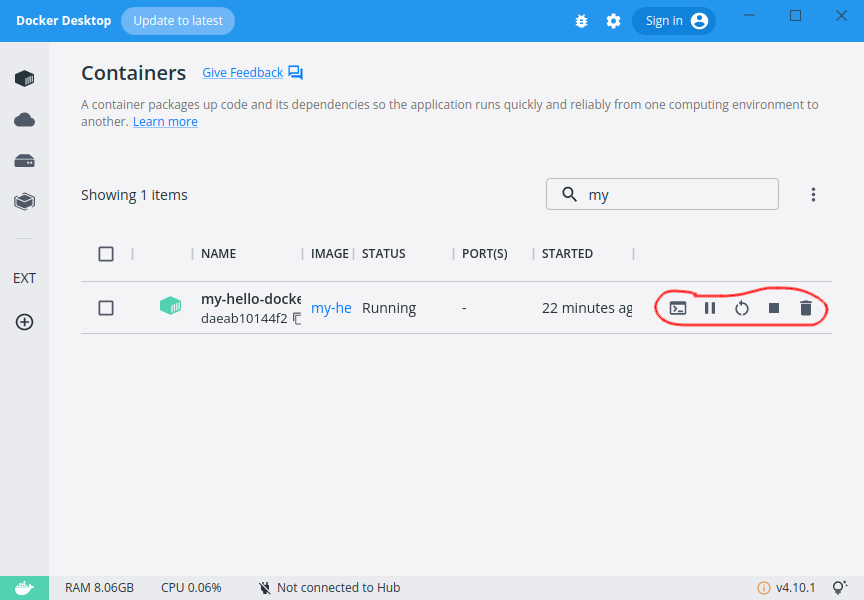 Docker Desktop Update to latest Sign in
Containers Give Feedback
A container packages up code and its dependencies so the application runs quickly and reliably from one computing environment to
another. Learn more
Showing 1 items my
NAME IMAGE STATUS PORT(S) STARTED
EXT
my-hello-docke
daeab10144f2
my-he Running - 22 minutes ag
RAM 8.06GB CPU 0.06% Not connected to Hub v4.10.1